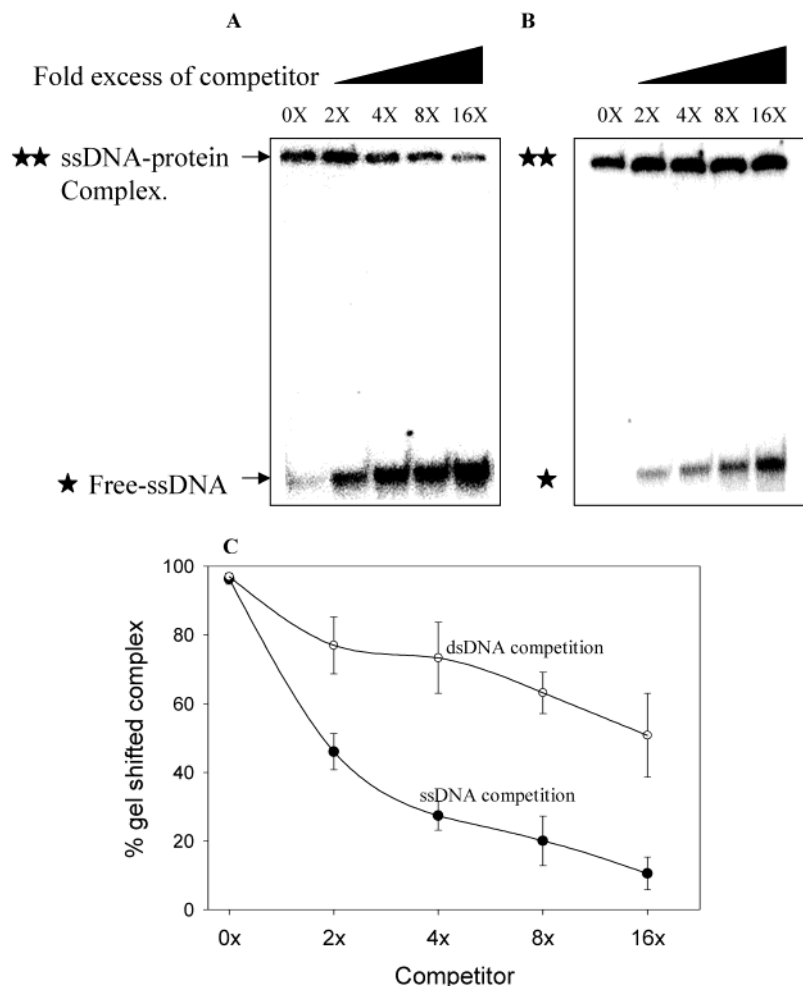 A B
Fold excess of competitor
0X 2X 4X 8X 16X 0X 2X 4X 8X 16X
★★ ssDNA-protein ★★
Complex.
★ Free-ssDNA ★
C
100
80
60
40
20
0
% gel shifted complex
dsDNA competition
ssDNA competition
0x 2x 4x 8x 16x
Competitor